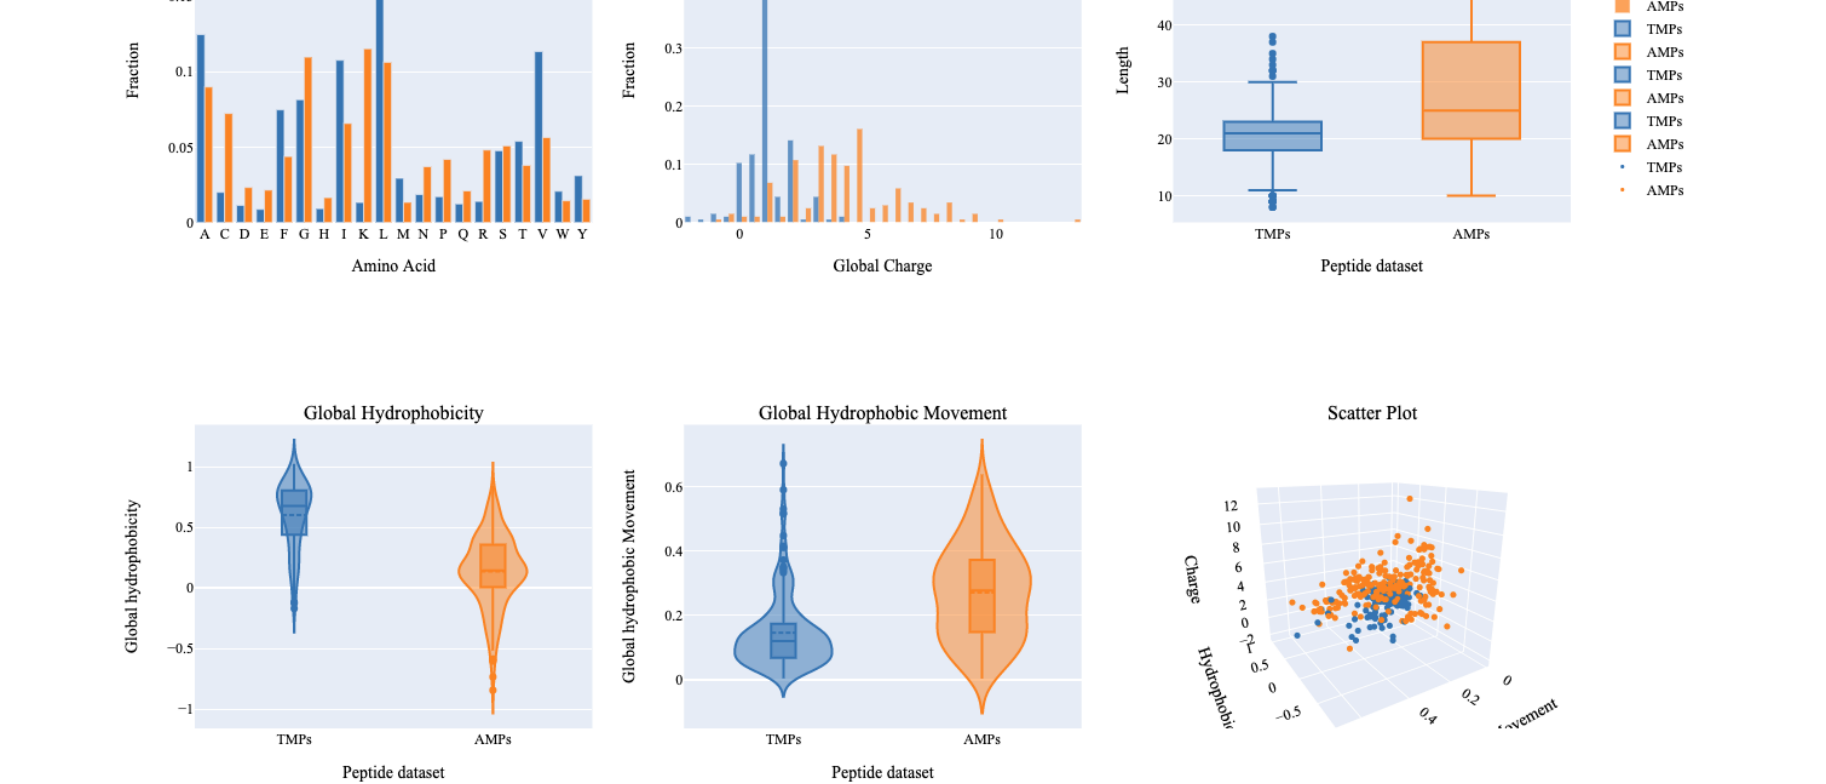 Fraction
0.1
0.05
0
A C D E F G H I K L M N P Q R S T V W Y
Amino Acid
Fraction
0.3
0.2
0.1
0
0 5 10
Global Charge
Length
40
30
20
10
TMPs AMPs
Peptide dataset
AMPs
TMPs
AMPs
TMPs
AMPs
TMPs
AMPs
TMPs
AMPs
Global Hydrophobicity
Global hydrophobicity
1
0.5
0
−0.5
−1
TMPs AMPs
Peptide dataset
Global Hydrophobic Movement
Global hydrophobic Movement
0.6
0.4
0.2
0
TMPs AMPs
Peptide dataset
Scatter Plot
Charge
12
10
8
6
4
2
0
−2
1
0.5
0
−0.5
0.4
0.2
0